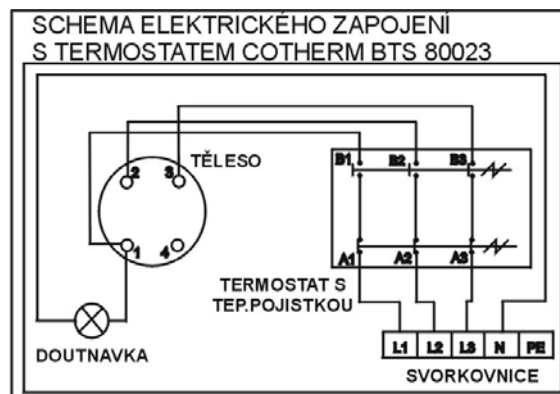 SCHEMA ELEKTRICKÉHO ZAPOJENÍ
S TERMOSTATEM COTHERM BTS 80023
2 3 TĚLESO
1 4
B1 B2 B3
A1 A2 A3
TERMOSTAT S
TEP.POJISTKOU
DOUTNAVKA
L1 L2 L3 N PE
SVORKOVNICE